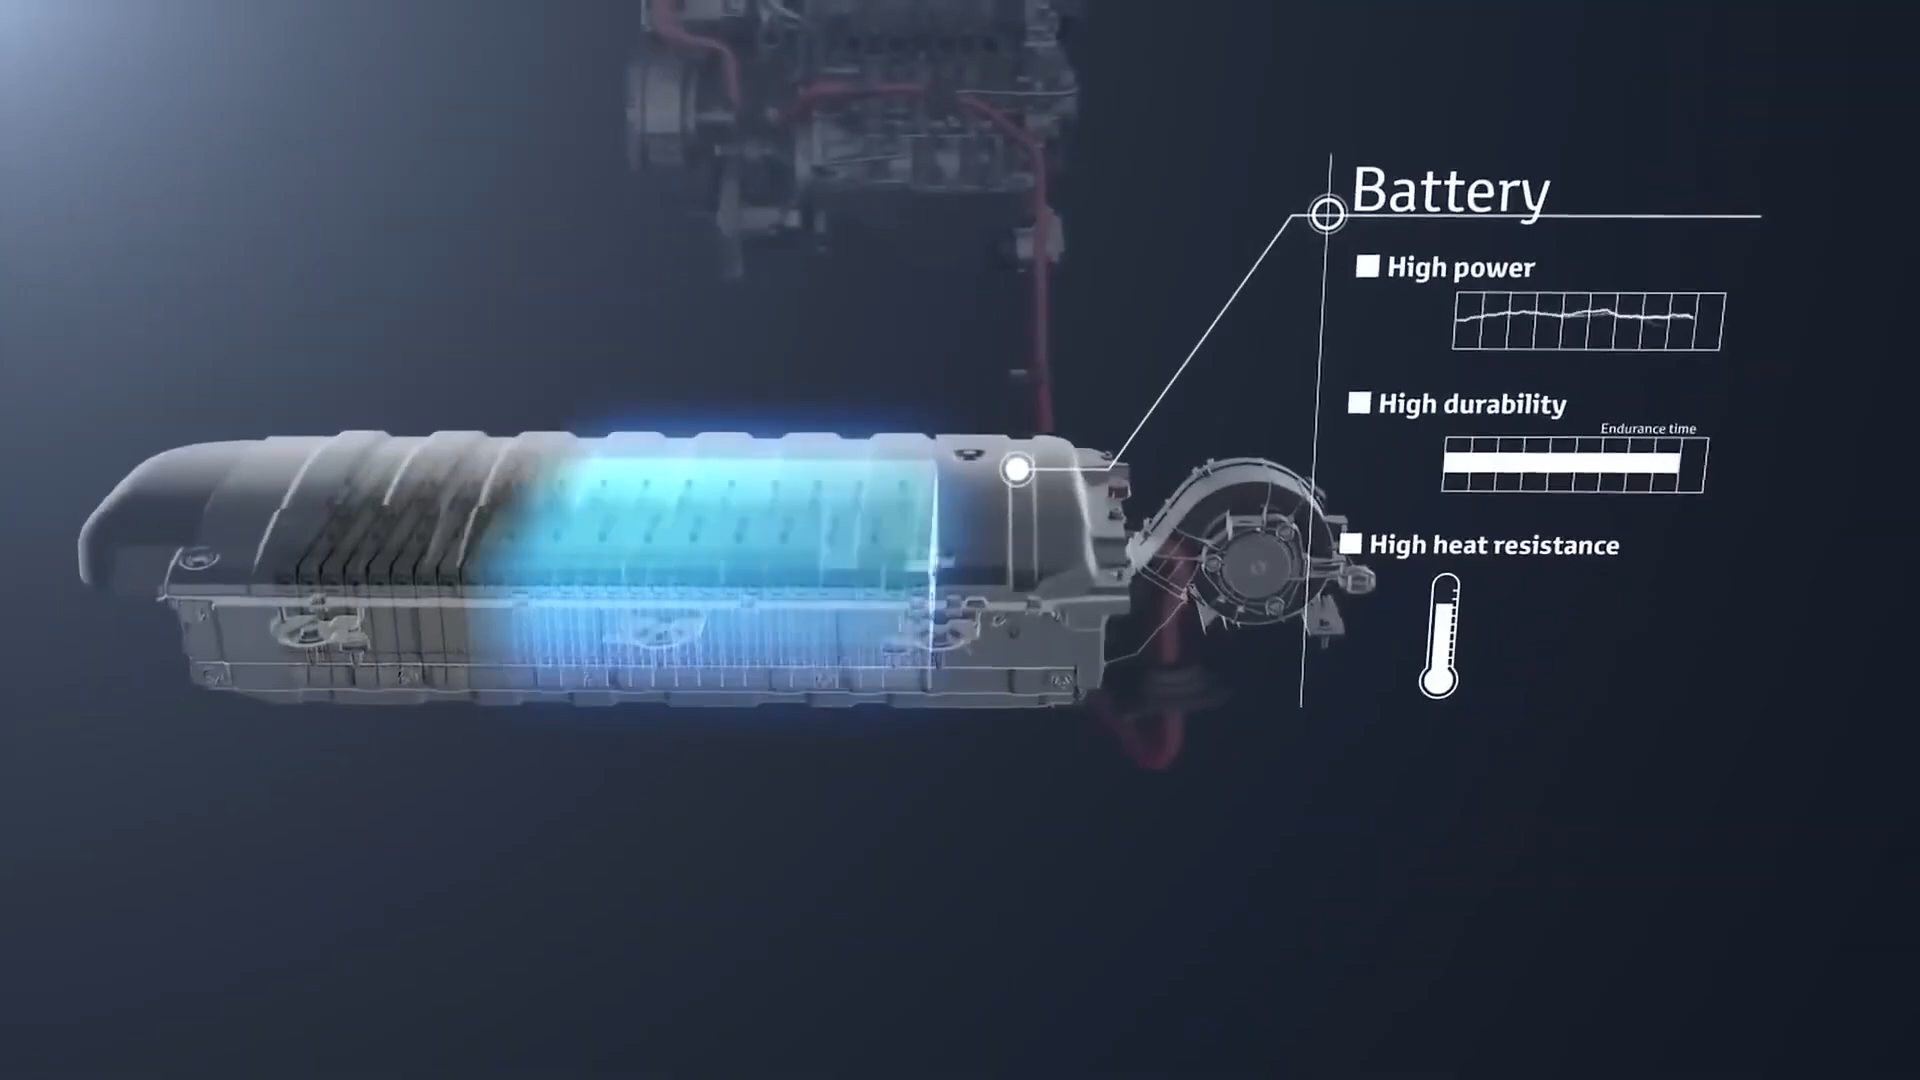 Battery
High power
High durability
Endurance time
High heat resistance